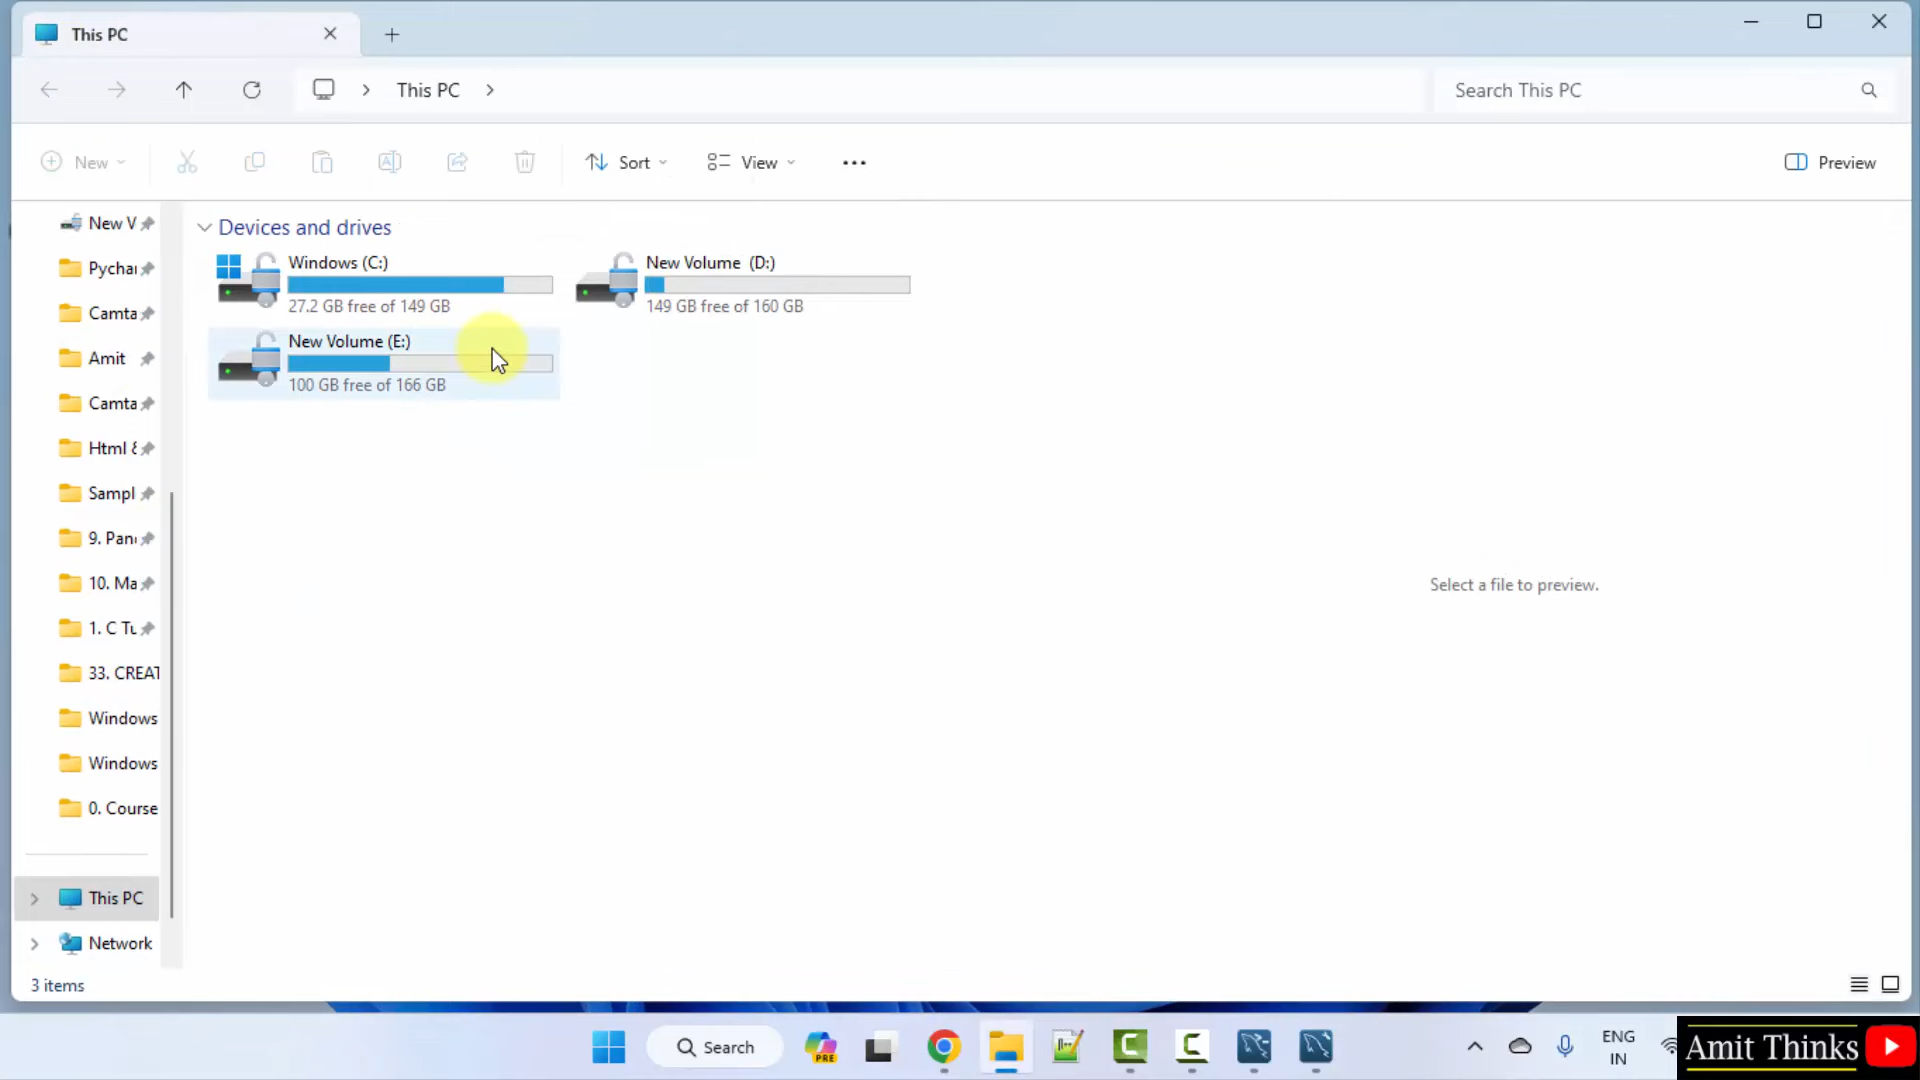 This PC
This PC
Search This PC
New
Sort
View
Preview
New V
Devices and drives
Windows (C:)
27.2 GB free of 149 GB
New Volume (D:)
149 GB free of 160 GB
New Volume (E:)
100 GB free of 166 GB
Pychar
Camta
Amit
Camta
Html &
Sampl
9. Pan
10. Ma
1. C Tu
33. CREAT
Windows
Windows
0. Course
Select a file to preview.
This PC
Network
3 items
Search
PRE
ENG
IN
Amit Thinks